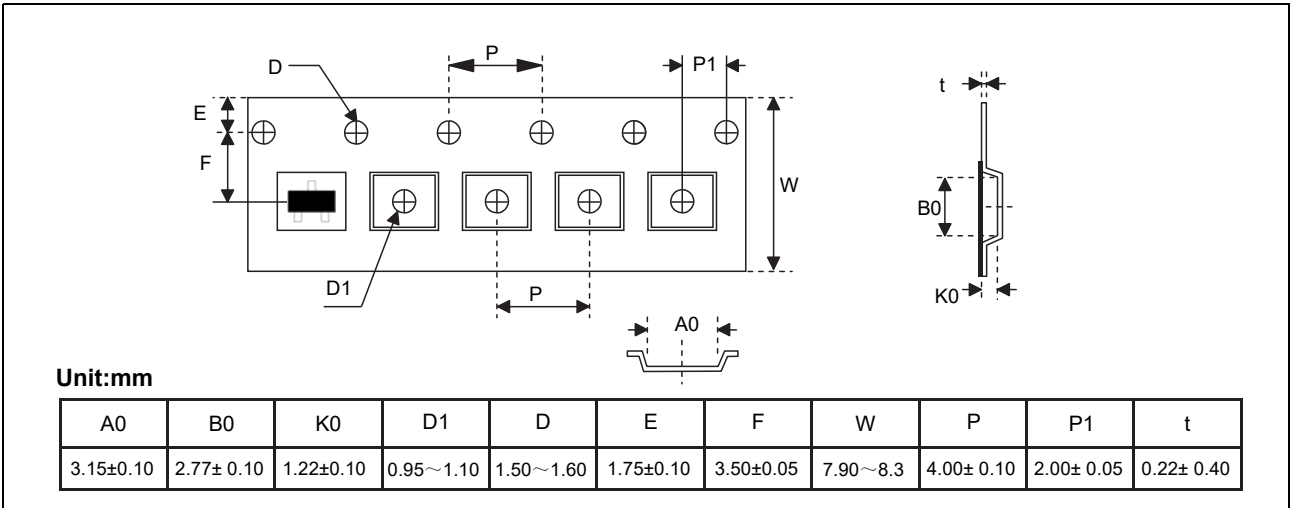 P
D
P1
t
E
F
W
B0
D1
P
K0
A0
Unit:mm
A0 B0 K0 D1 D E F W P P1 t
3.15±0.10 2.77± 0.10 1.22±0.10 0.95～1.10 1.50～1.60 1.75±0.10 3.50±0.05 7.90～8.3 4.00± 0.10 2.00± 0.05 0.22± 0.40